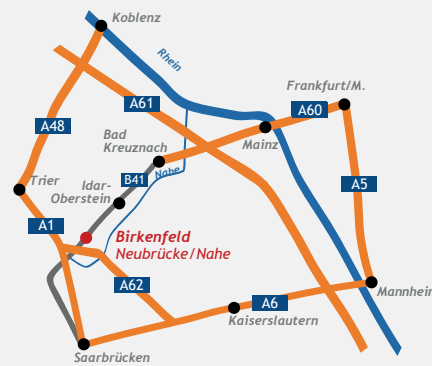 Koblenz
Rhein
Frankfurt/M.
A61
A60
A48
Bad
Kreuznach
Mainz
Nahe
B41
Trier
Idar-
Oberstein
A5
A1
Birkenfeld
Neubrücke/Nahe
A62
Mannheim
A6
Kaiserslautern
Saarbrücken